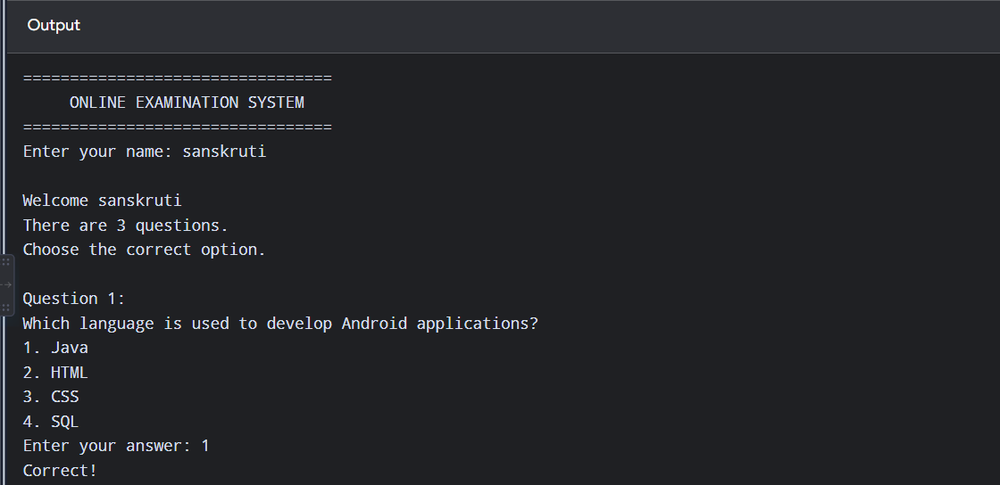 Output
=================================
ONLINE EXAMINATION SYSTEM
=================================
Enter your name: sanskruti
Welcome sanskruti
There are 3 questions.
Choose the correct option.
Question 1:
Which language is used to develop Android applications?
1. Java
2. HTML
3. CSS
4. SQL
Enter your answer: 1
Correct!